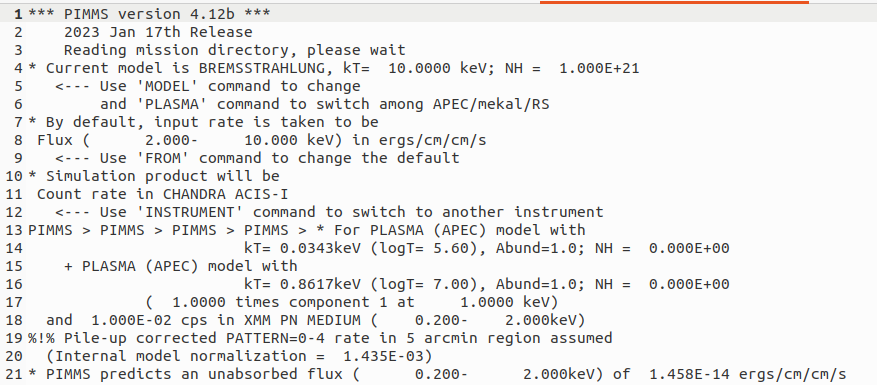 1 *** PIMMS version 4.12b ***
2     2023 Jan 17th Release
3     Reading mission directory, please wait
4 * Current model is BREMSSTRAHLUNG, kT=  10.0000 keV; NH =  1.000E+21
5    <--- Use 'MODEL' command to change
6         and 'PLASMA' command to switch among APEC/mekal/RS
7 * By default, input rate is taken to be
8  Flux (      2.000-     10.000 keV) in ergs/cm/cm/s
9    <--- Use 'FROM' command to change the default
10 * Simulation product will be
11  Count rate in CHANDRA ACIS-I
12    <--- Use 'INSTRUMENT' command to switch to another instrument
13 PIMMS > PIMMS > PIMMS > PIMMS > * For PLASMA (APEC) model with
14                         kT= 0.0343keV (logT= 5.60), Abund=1.0; NH =  0.000E+00
15     + PLASMA (APEC) model with
16                         kT= 0.8617keV (logT= 7.00), Abund=1.0; NH =  0.000E+00
17              (  1.0000 times component 1 at     1.0000 keV)
18   and  1.000E-02 cps in XMM PN MEDIUM (    0.200-    2.000keV)
19 %!% Pile-up corrected PATTERN=0-4 rate in 5 arcmin region assumed
20   (Internal model normalization =  1.435E-03)
21 * PIMMS predicts an unabsorbed flux (      0.200-      2.000keV) of  1.458E-14 ergs/cm/cm/s